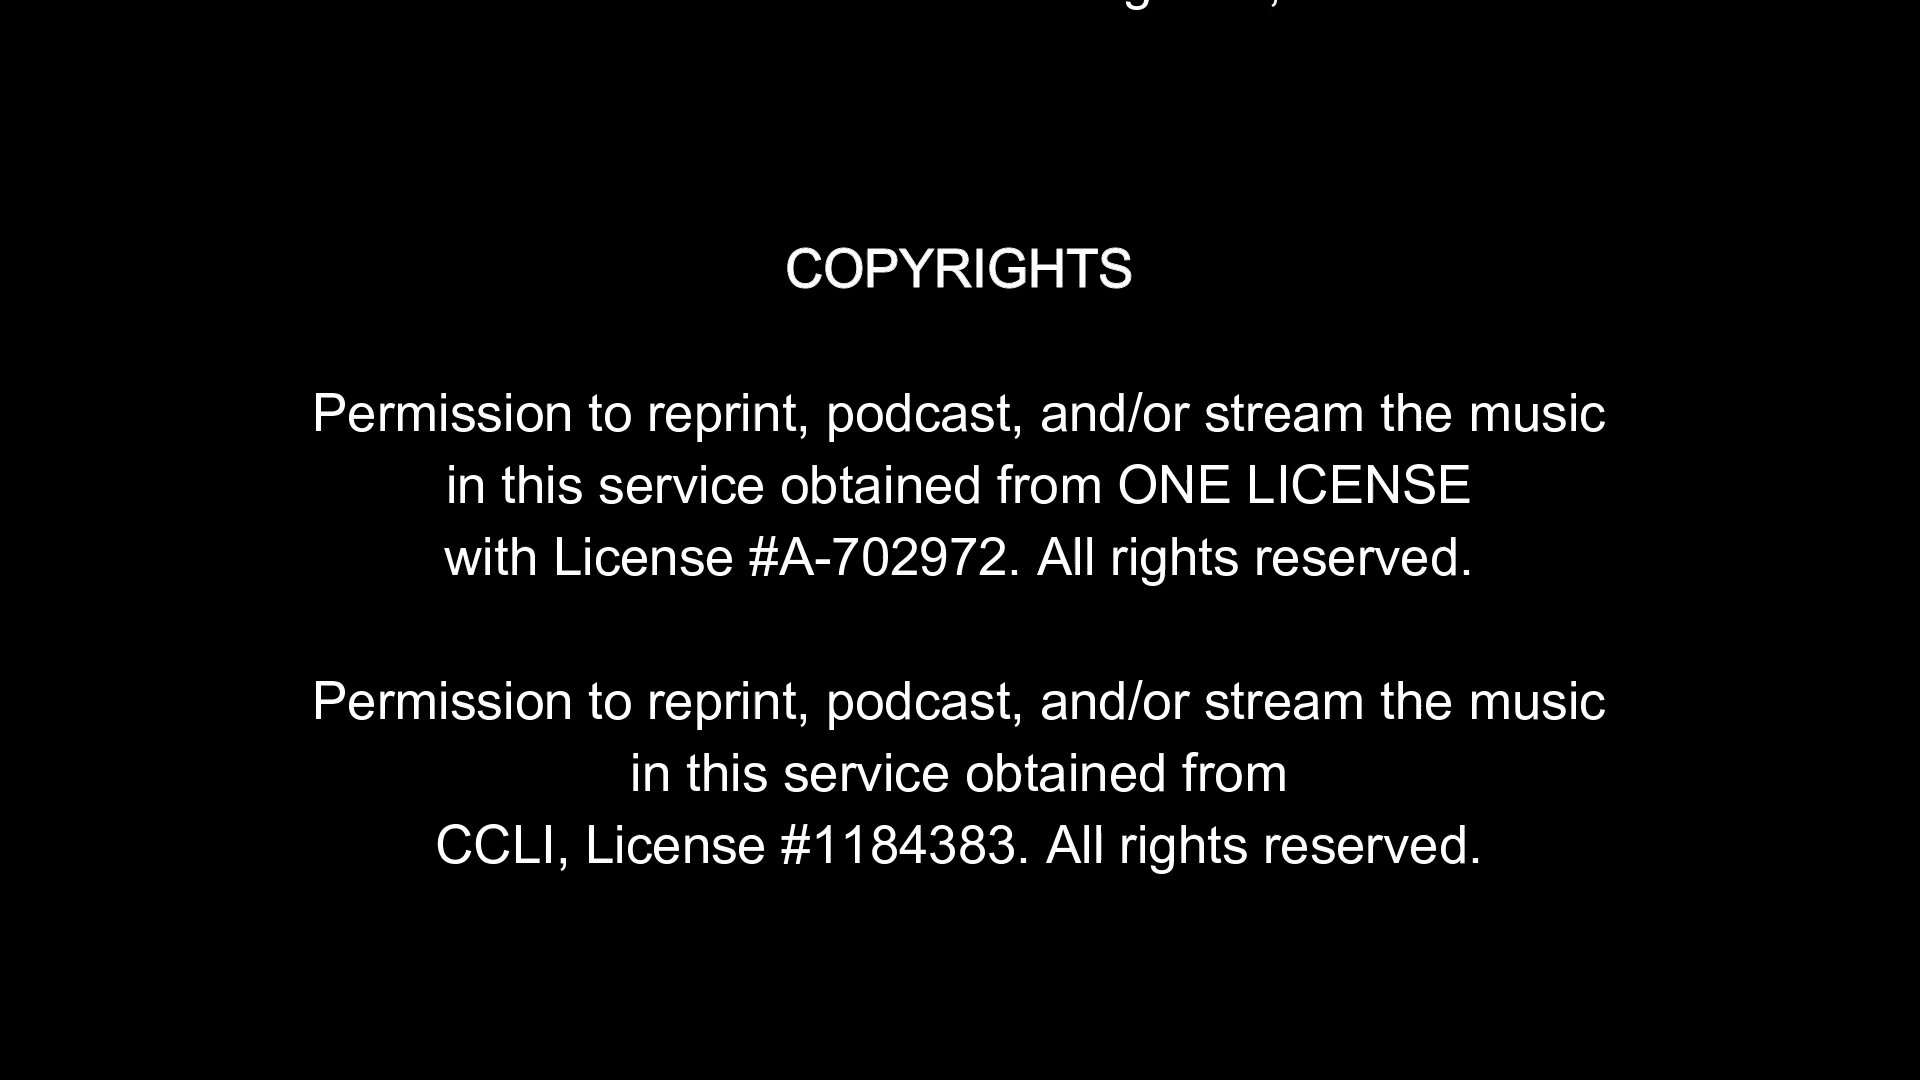 COPYRIGHTS
Permission to reprint, podcast, and/or stream the music
in this service obtained from ONE LICENSE
with License #A-702972. All rights reserved.
Permission to reprint, podcast, and/or stream the music
in this service obtained from
CCLI, License #1184383. All rights reserved.